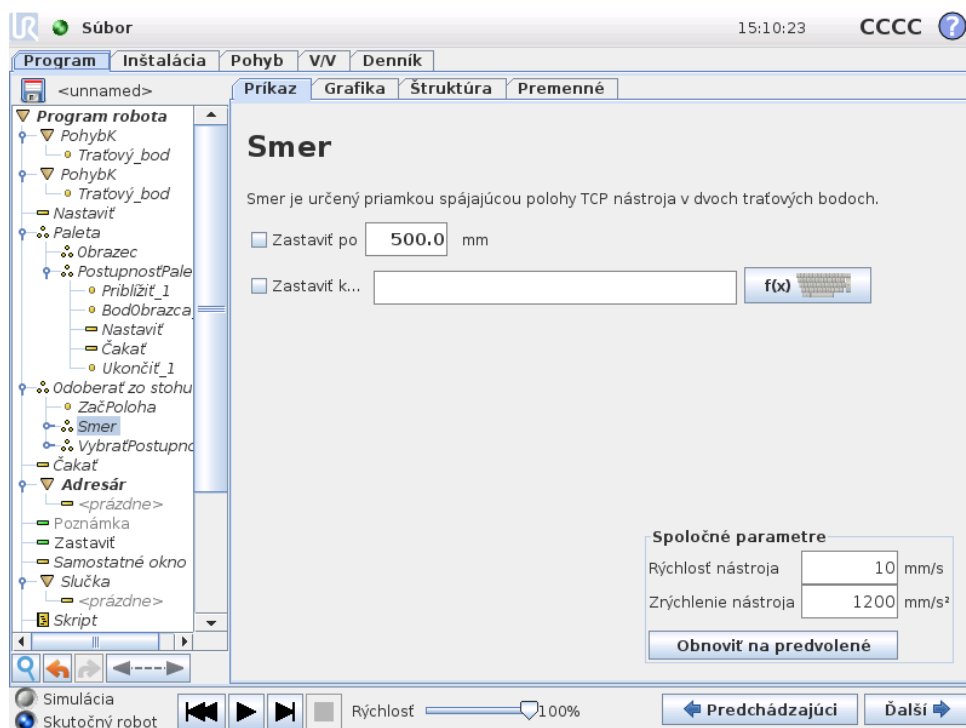 UR Súbor 15:10:23 CCCC ?
Program Inštalácia Pohyb V/V Denník
<unnamed> Príkaz Grafika Štruktúra Premenné
Program robota
PohybK
Traťový_bod
PohybK
Traťový_bod
Nastaviť
Paleta
Obrazec
PostupnosťPale
Priblížiť_1
BodObrazca
Nastaviť
Čakať
Ukončiť_1
Odoberať zo stohu
ZačPoloha
Smer
VybraťPostupno
Čakať
Adresár
<prázdne>
Poznámka
Zastaviť
Samostatné okno
Slučka
<prázdne>
Skript
Smer
Smer je určený priamkou spájajúcou polohy TCP nástroja v dvoch traťových bodoch.
Zastaviť po 500.0 mm
Zastaviť k... f(x)
Spoločné parametre
Rýchlosť nástroja 10 mm/s
Zrýchlenie nástroja 1200 mm/s²
Obnoviť na predvolené
Simulácia
Skutočný robot
Rýchlosť 100%
Predchádzajúci Ďalší